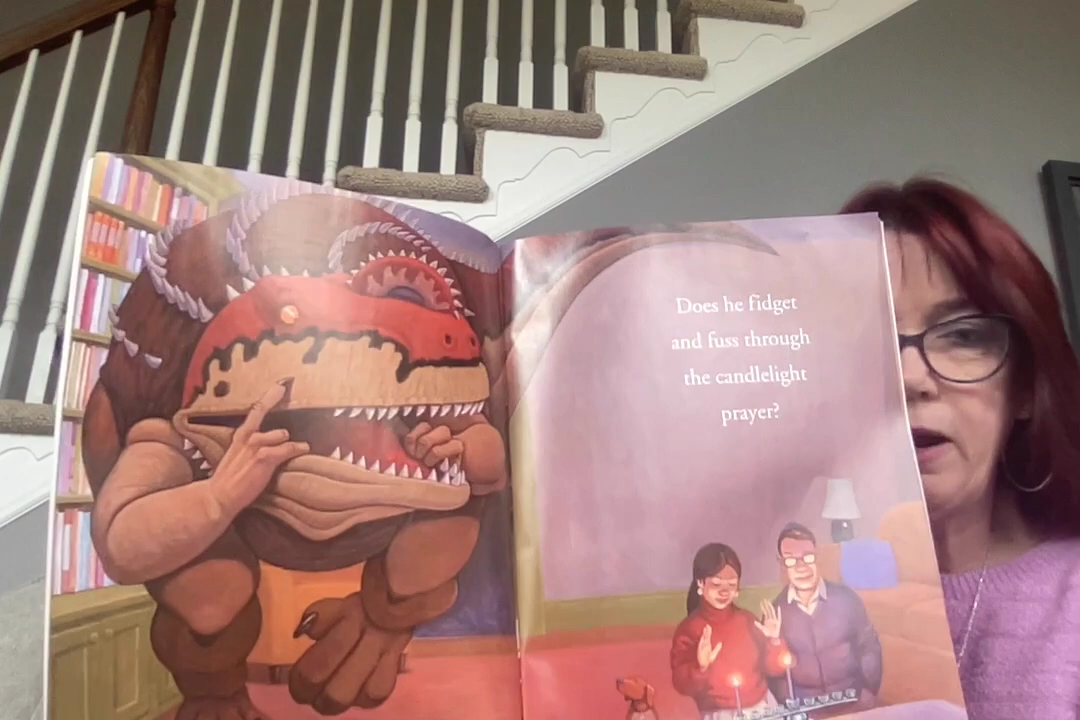 Does he fidget
and fuss through
the candlelight
prayer?